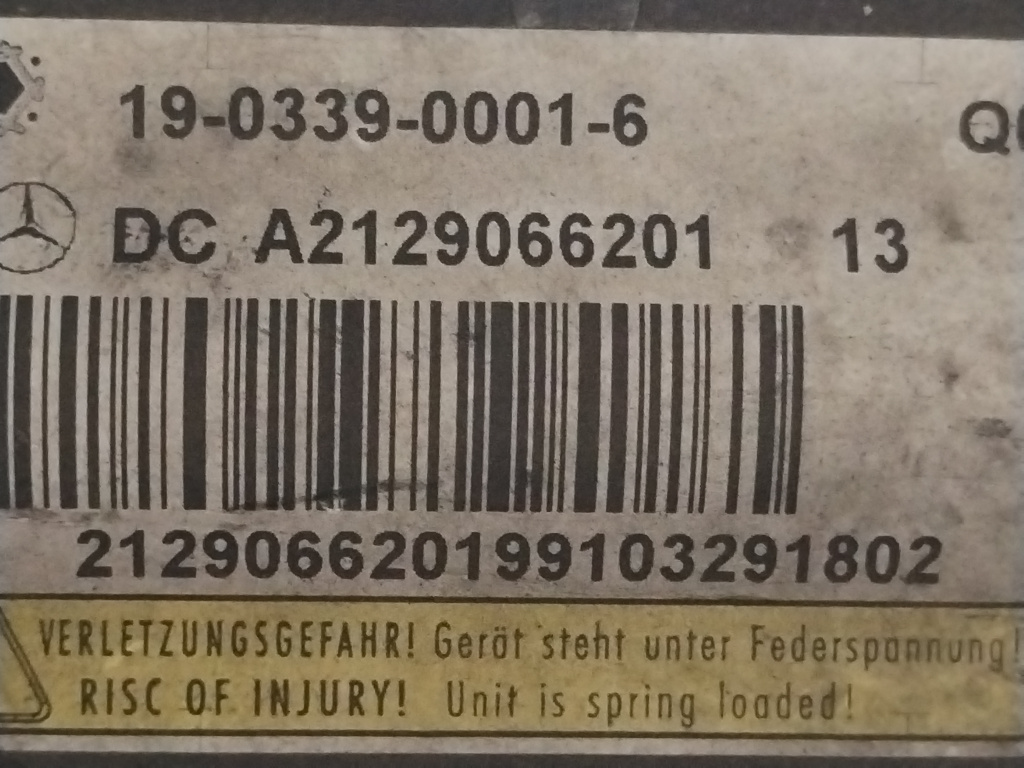 19-0339-0001-6
DC A2129066201 13
212906620199103291802
VERLETZUNGSGEFAHR! Gerät steht unter Federspannung!
RISC OF INJURY! Unit is spring loaded!